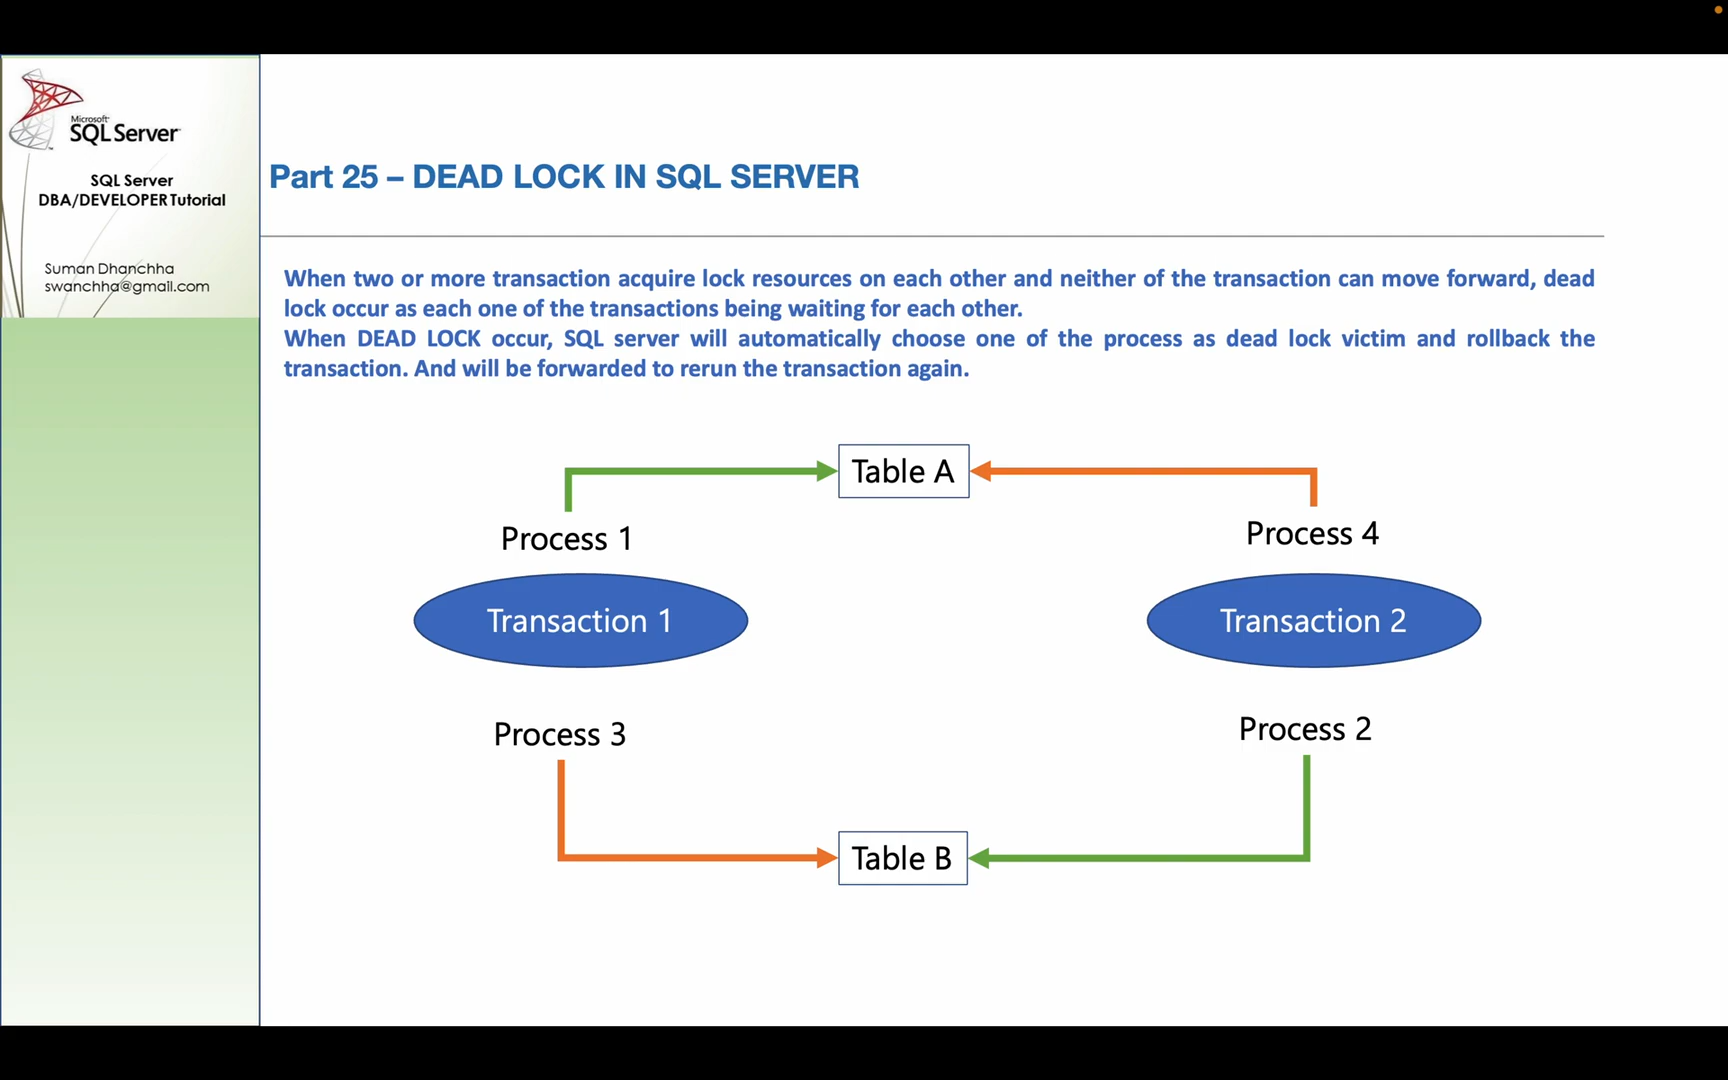 Microsoft
SQL Server
SQL Server
DBA/DEVELOPER Tutorial
Suman Dhanchha
swanchha@gmail.com
Part 25 – DEAD LOCK IN SQL SERVER
When two or more transaction acquire lock resources on each other and neither of the transaction can move forward, dead
lock occur as each one of the transactions being waiting for each other.
When DEAD LOCK occur, SQL server will automatically choose one of the process as dead lock victim and rollback the
transaction. And will be forwarded to rerun the transaction again.
Table A
Process 1
Process 4
Transaction 1
Transaction 2
Process 3
Process 2
Table B